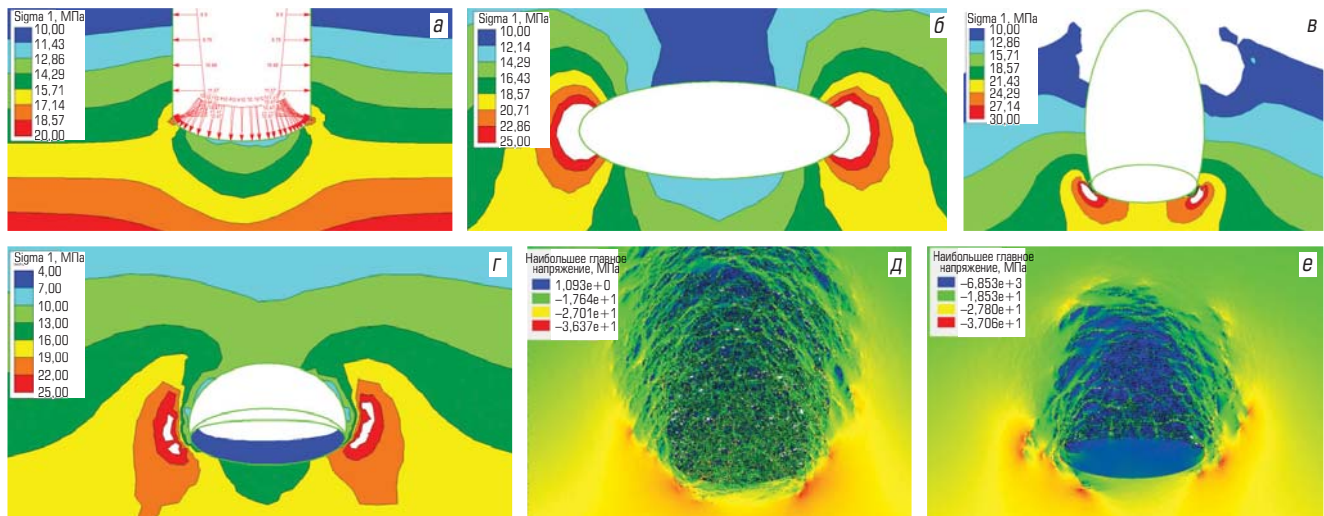 Sigma 1, МПа
10,00
11,43
12,86
14,29
15,71
17,14
18,57
20,00
а
Sigma 1, МПа
10,00
12,14
14,29
16,43
18,57
20,71
22,86
25,00
б
Sigma 1, МПа
10,00
12,86
15,71
18,57
21,43
24,29
27,14
30,00
в
Sigma 1, МПа
4,00
7,00
10,00
13,00
16,00
19,00
22,00
25,00
г
Наибольшее главное
напряжение, МПа
1,093e+0
–1,764e+1
–2,701e+1
–3,637e+1
д
Наибольшее главное
напряжение, МПа
–6,853e+3
–1,853e+1
–2,780e+1
–3,706e+1
е